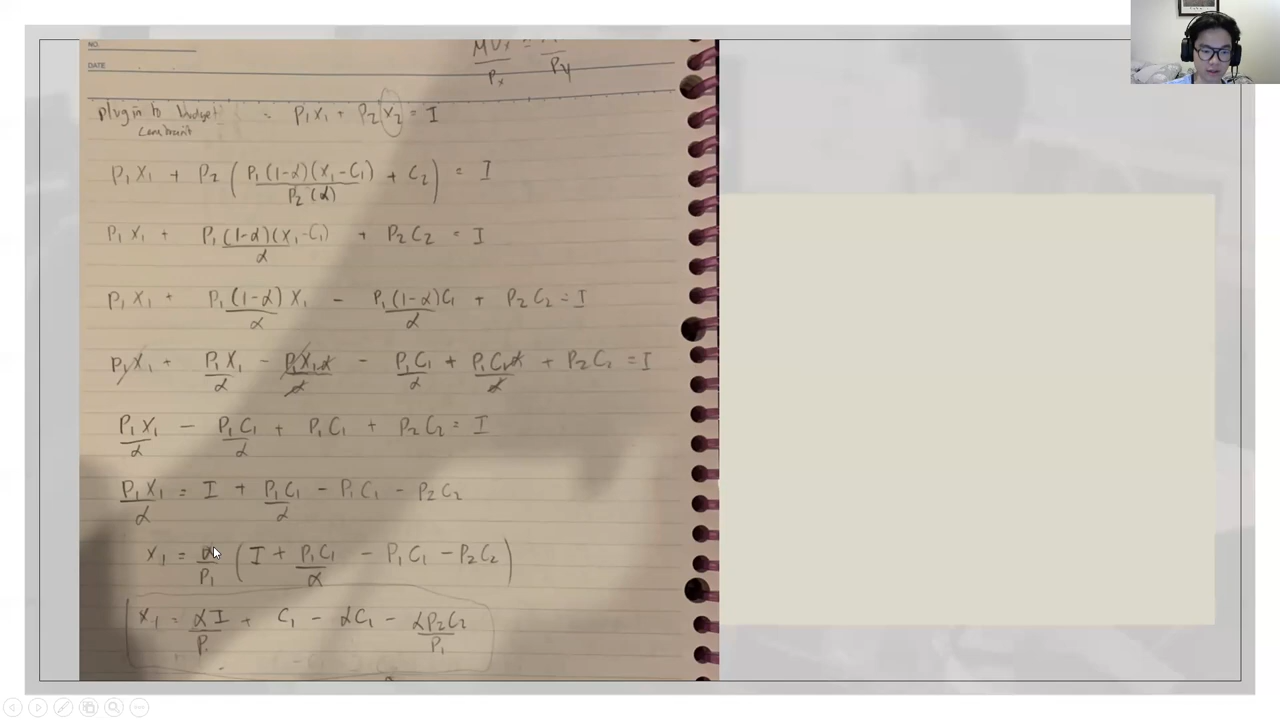 NO.
DATE
MUx = M
Px Py
plug in to budget constraint = P₁X₁ + P₂X₂ = I
P₁X₁ + P₂ (P₁(1-α)(X₁-C₁)/P₂(α) + C₂) = I
P₁X₁ + P₁(1-α)(X₁-C₁)/α + P₂C₂ = I
P₁X₁ + P₁(1-α)X₁/α - P₁(1-α)C₁/α + P₂C₂ = I
P₁X₁ + P₁X₁/α - P₁X₁α/α - P₁C₁/α + P₁C₁α/α + P₂C₂ = I
P₁X₁/α - P₁C₁/α + P₁C₁ + P₂C₂ = I
P₁X₁/α = I + P₁C₁/α - P₁C₁ - P₂C₂
X₁ = α/P₁ (I + P₁C₁/α - P₁C₁ - P₂C₂)
X₁ = αI/P₁ + C₁ - αC₁ - αP₂C₂/P₁